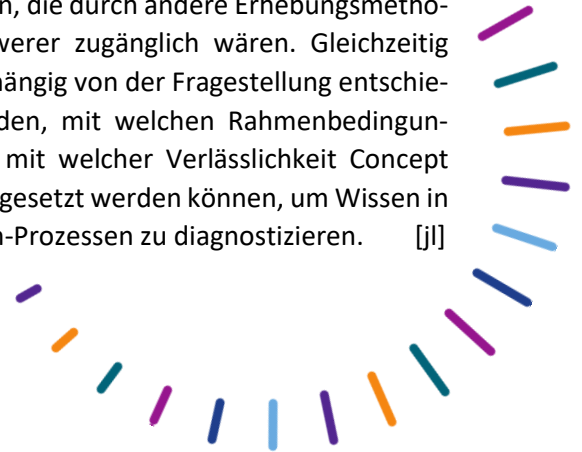 n, die durch andere Erhebungsmetho-
werer zugänglich wären. Gleichzeitig
hängig von der Fragestellung entschie-
den, mit welchen Rahmenbedingun-
mit welcher Verlässlichkeit Concept
gesetzt werden können, um Wissen in
n-Prozessen zu diagnostizieren. [jl]